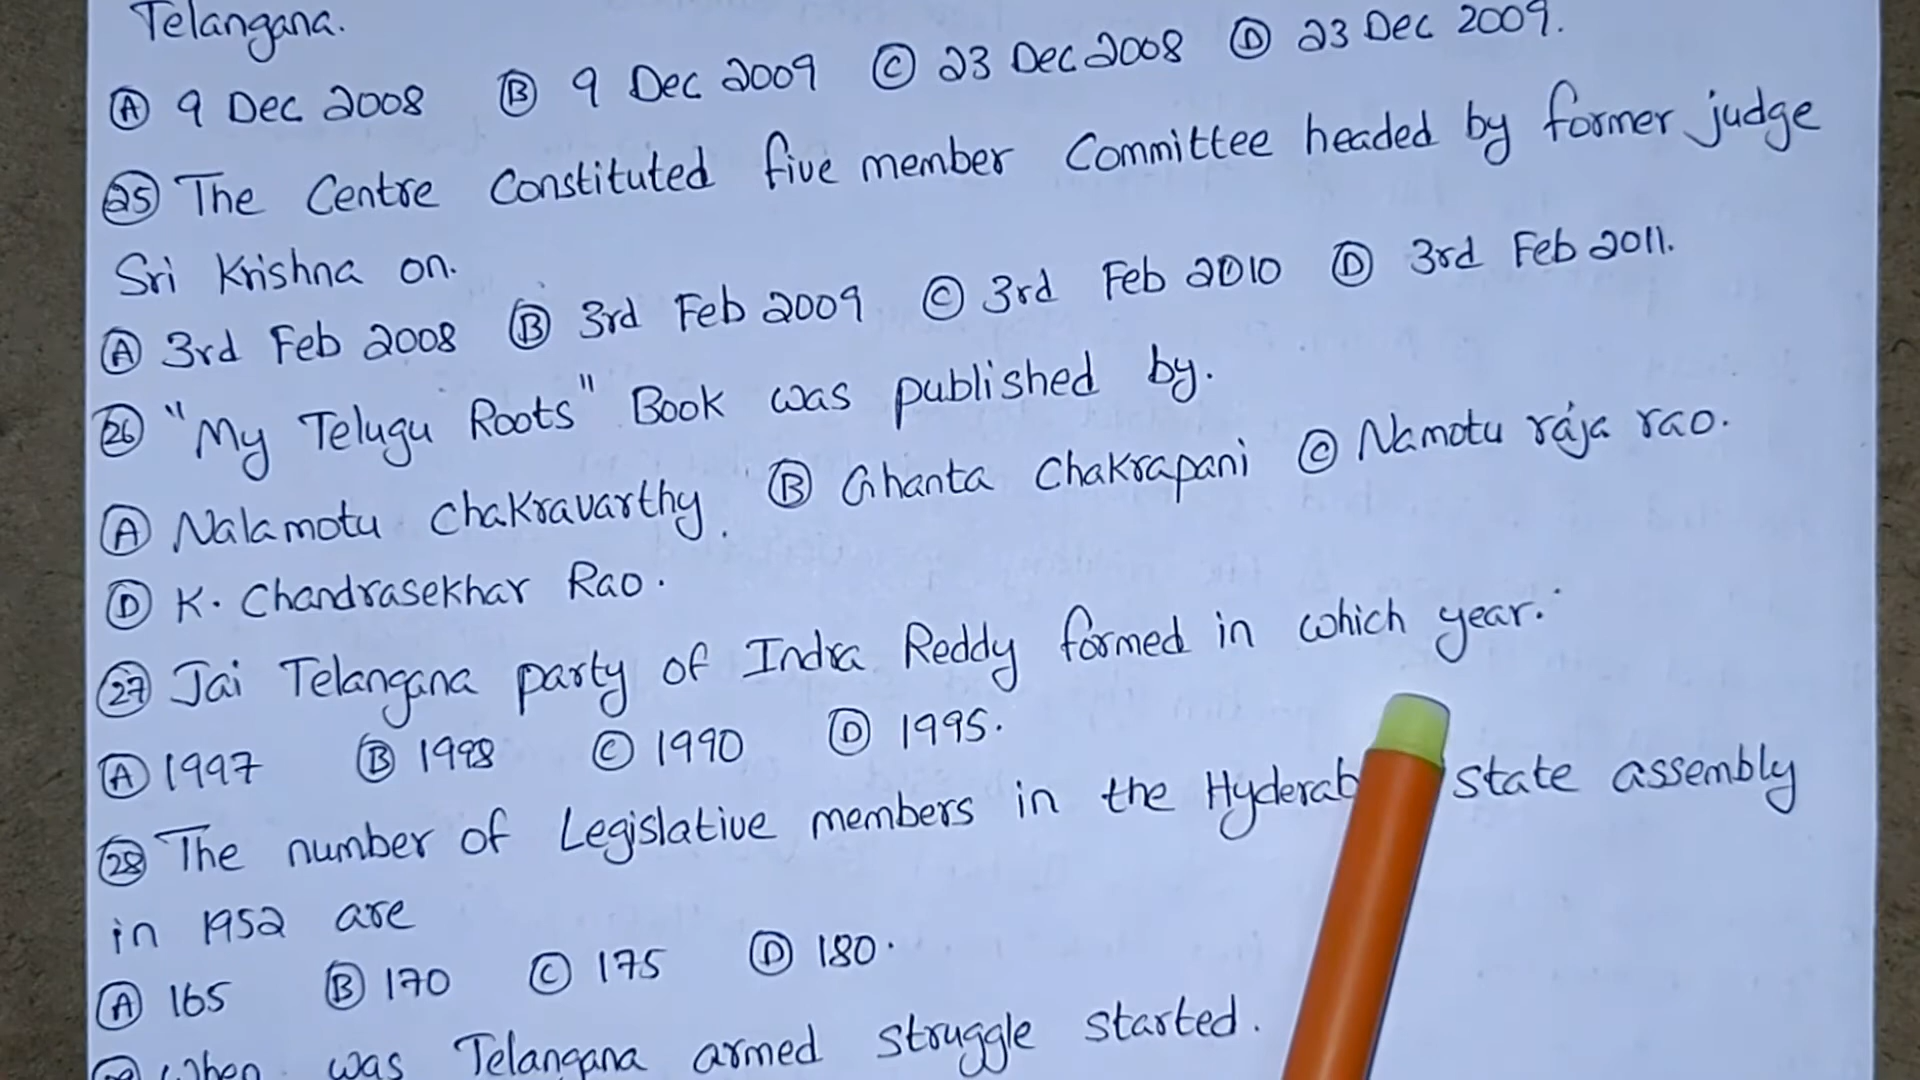 Telangana.
Ⓐ 9 Dec 2008 Ⓑ 9 Dec 2009 Ⓒ 23 Dec 2008 Ⓓ 23 Dec 2009.
㉕ The Centre Constituted five member Committee headed by former judge
Sri Krishna on.
Ⓐ 3rd Feb 2008 Ⓑ 3rd Feb 2009 Ⓒ 3rd Feb 2010 Ⓓ 3rd Feb 2011.
㉖ "My Telugu Roots" Book was published by.
Ⓐ Nalamotu chakravarthy. Ⓑ Ghanta Chakrapani Ⓒ Namotu raja rao.
Ⓓ K. Chandrasekhar Rao.
㉗ Jai Telangana party of Indra Reddy formed in which year.
Ⓐ 1997 Ⓑ 1998 Ⓒ 1990 Ⓓ 1995.
㉘ The number of Legislative members in the Hyderab state assembly
in 1952 are
Ⓐ 165 Ⓑ 170 Ⓒ 175 Ⓓ 180.
When was Telangana armed struggle started.